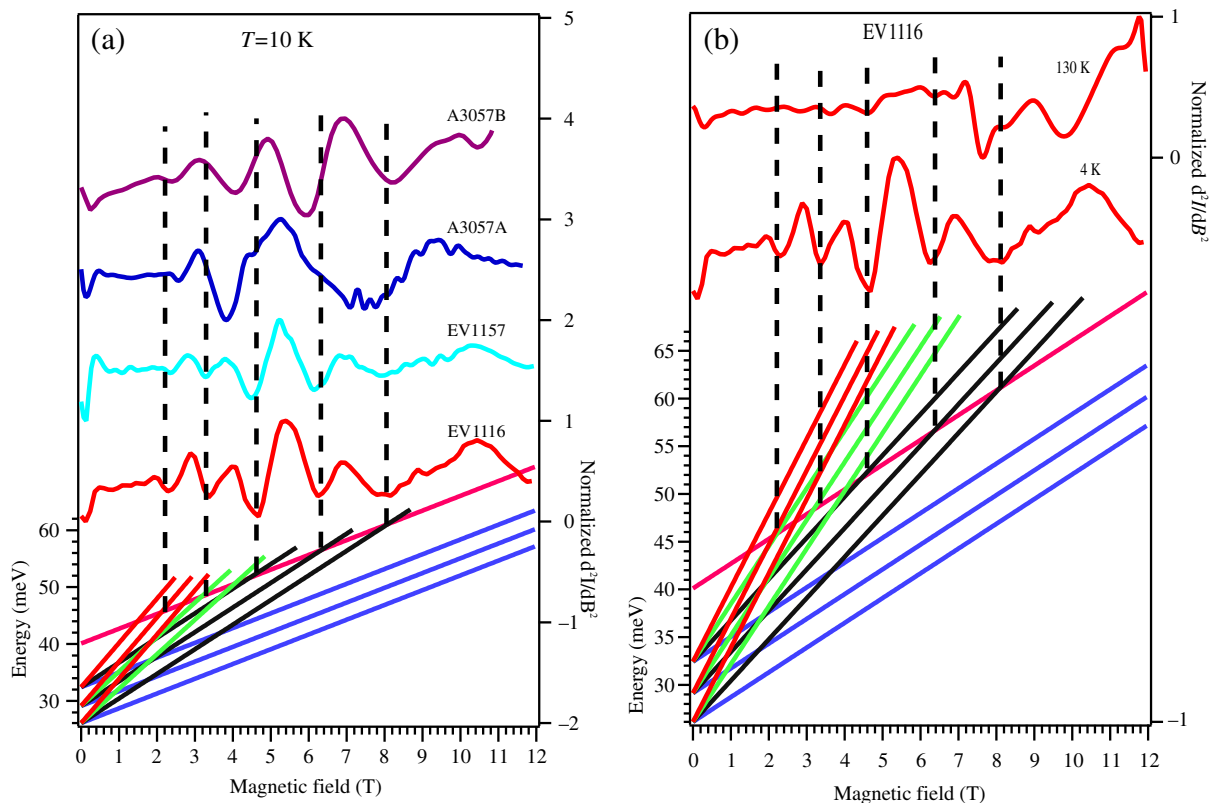 (a)
T=10 K
A3057B
A3057A
EV1157
EV1116
5
4
3
2
1
0
−1
−2
Normalized d²I/dB²
60
50
40
30
Energy (meV)
0 1 2 3 4 5 6 7 8 9 10 11 12
Magnetic field (T)
(b)
EV1116
130 K
4 K
1
0
−1
Normalized d²I/dB²
65
60
55
50
45
40
35
30
Energy (meV)
0 1 2 3 4 5 6 7 8 9 10 11 12
Magnetic field (T)